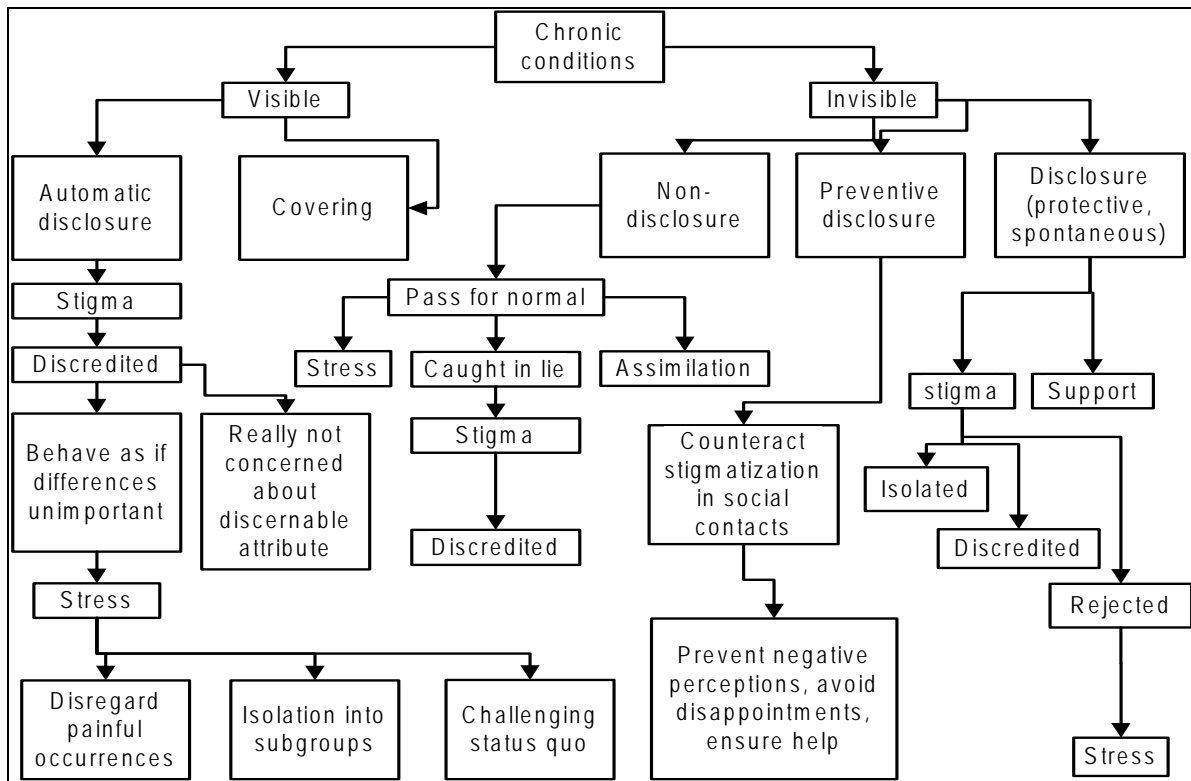 Chronic
conditions
Visible
Invisible
Automatic
disclosure
Covering
Non-
disclosure
Preventive
disclosure
Disclosure
(protective,
spontaneous)
Stigma
Pass for normal
Discredited
Stress
Caught in lie
Assimilation
stigma
Support
Behave as if
differences
unimportant
Really not
concerned
about
discernable
attribute
Stigma
Counteract
stigmatization
in social
contacts
Isolated
Discredited
Discredited
Stress
Rejected
Disregard
painful
occurrences
Isolation into
subgroups
Challenging
status quo
Prevent negative
perceptions, avoid
disappointments,
ensure help
Stress